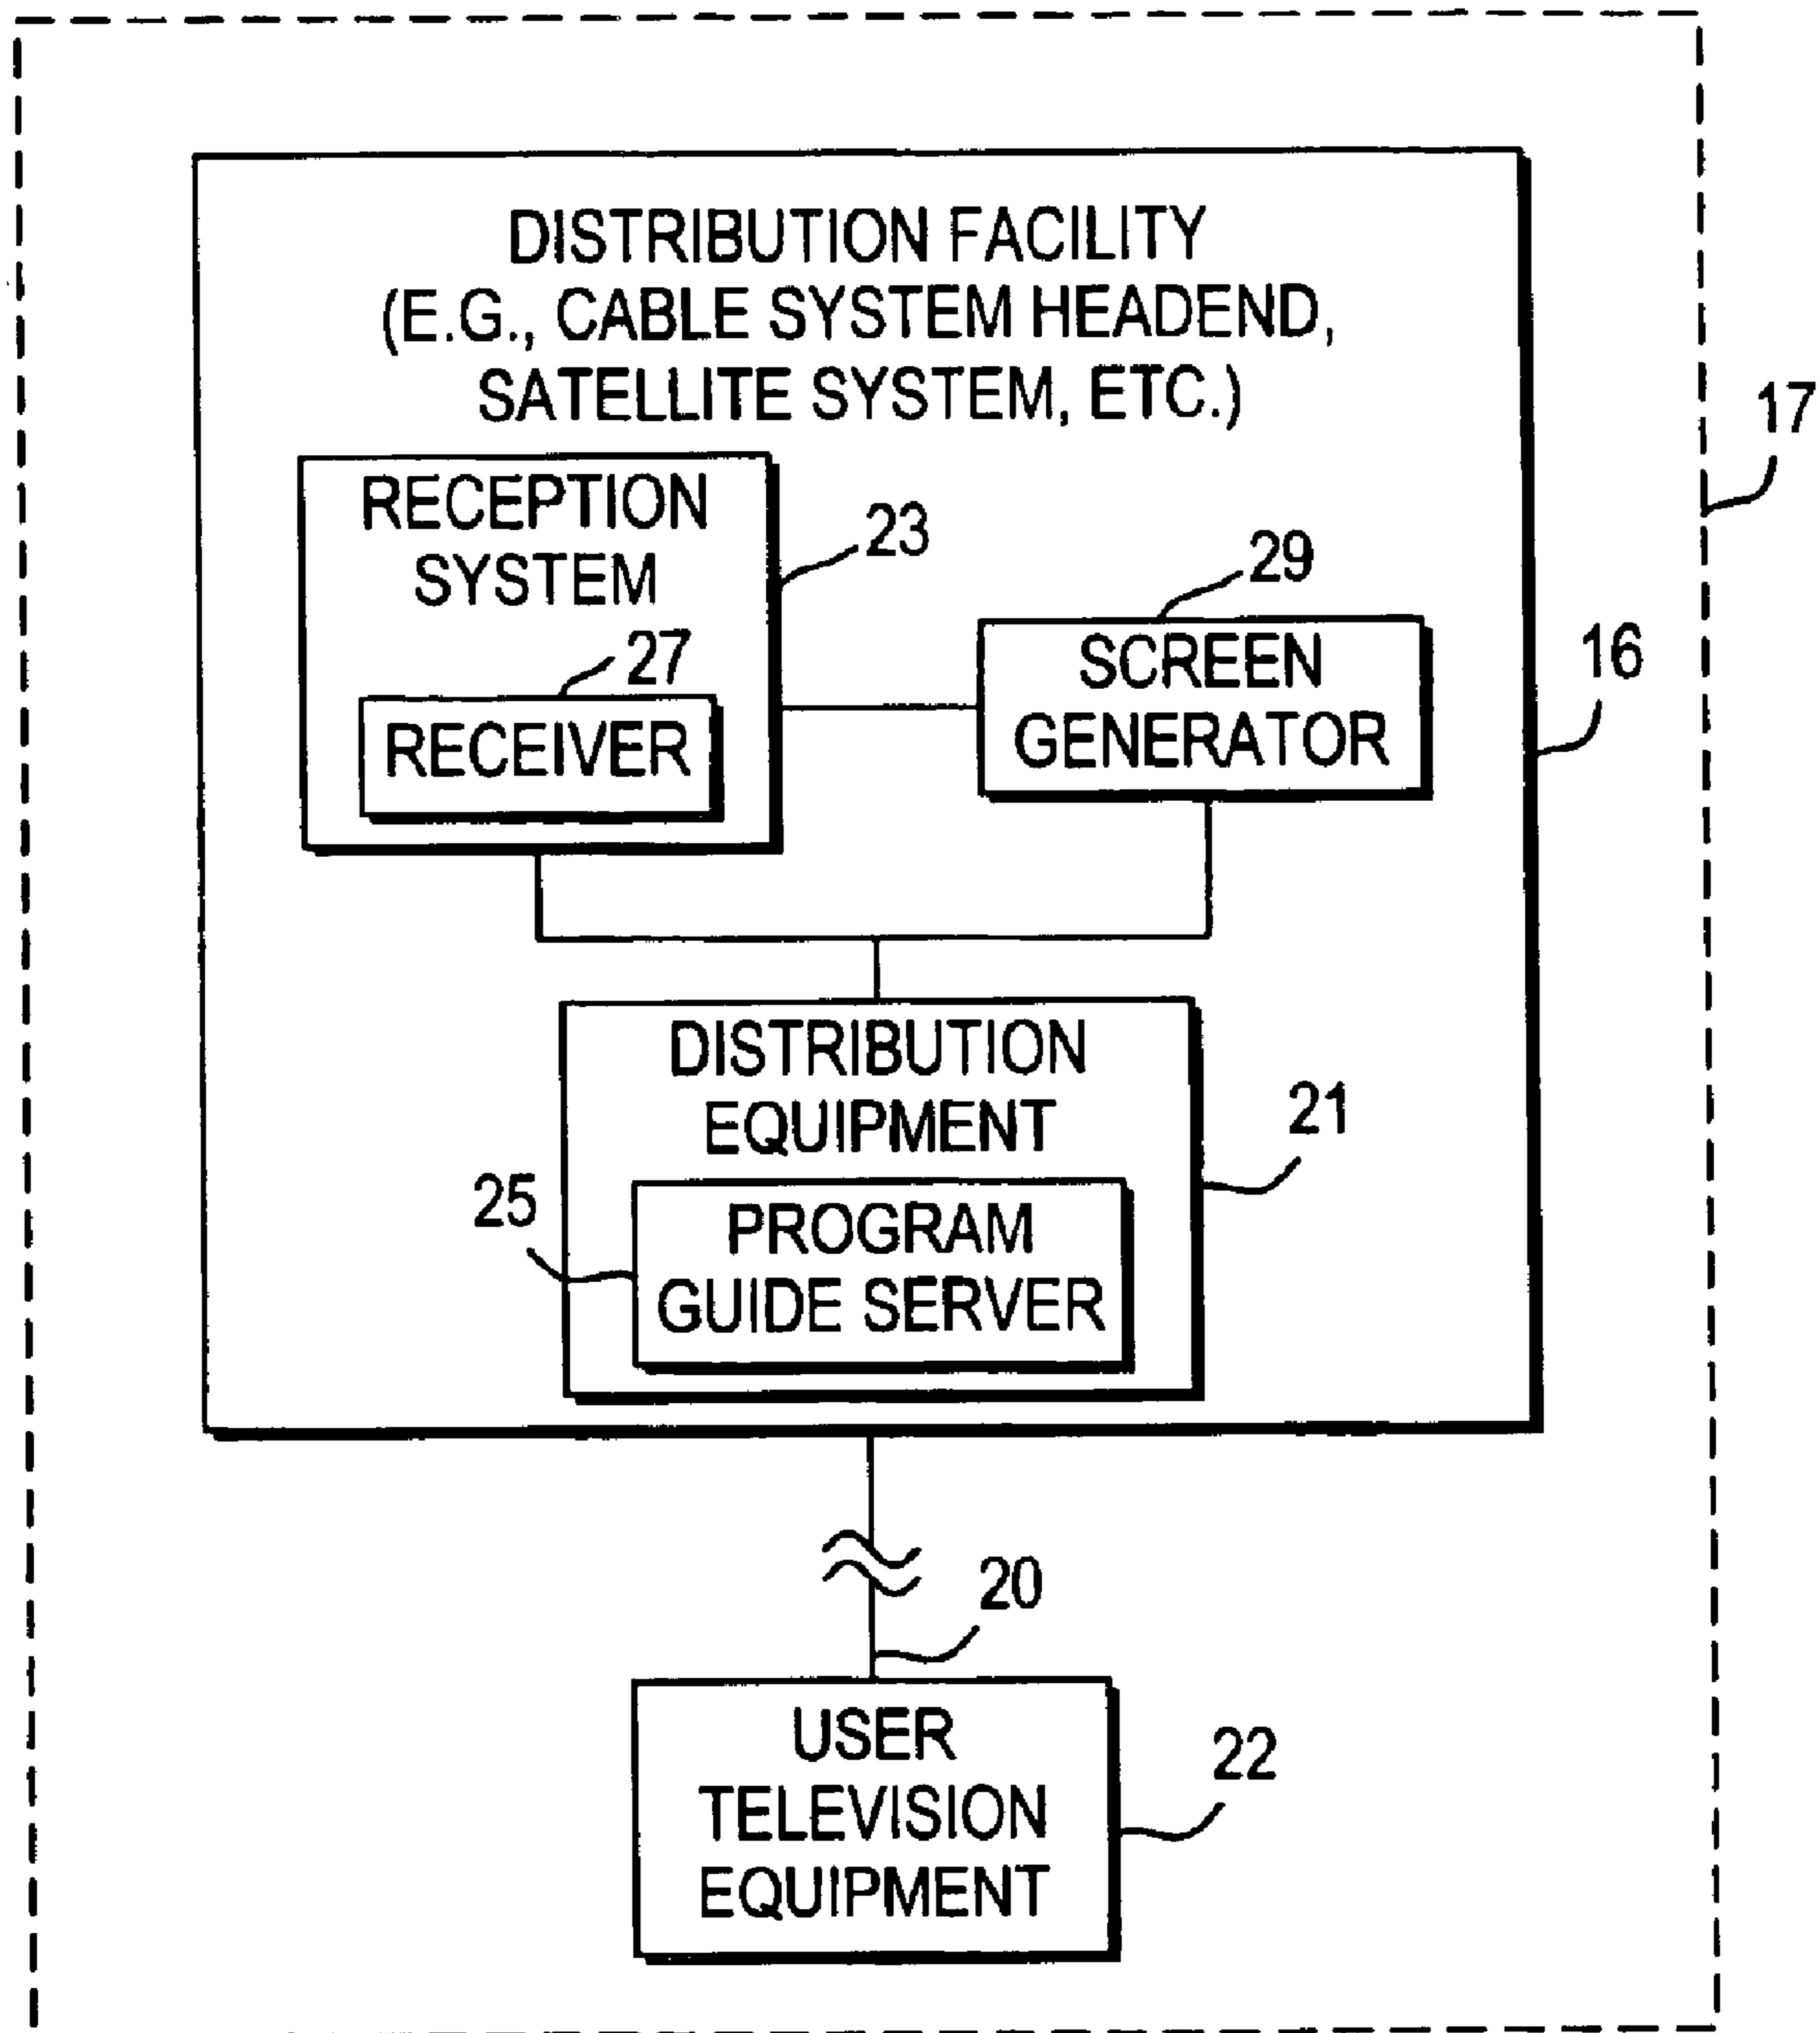 DISTRIBUTION FACILITY
(E.G., CABLE SYSTEM HEADEND,
SATELLITE SYSTEM, ETC.)
17
RECEPTION
SYSTEM
23
29
27
RECEIVER
SCREEN
GENERATOR
16
DISTRIBUTION
EQUIPMENT
21
25
PROGRAM
GUIDE SERVER
20
USER
TELEVISION
EQUIPMENT
22